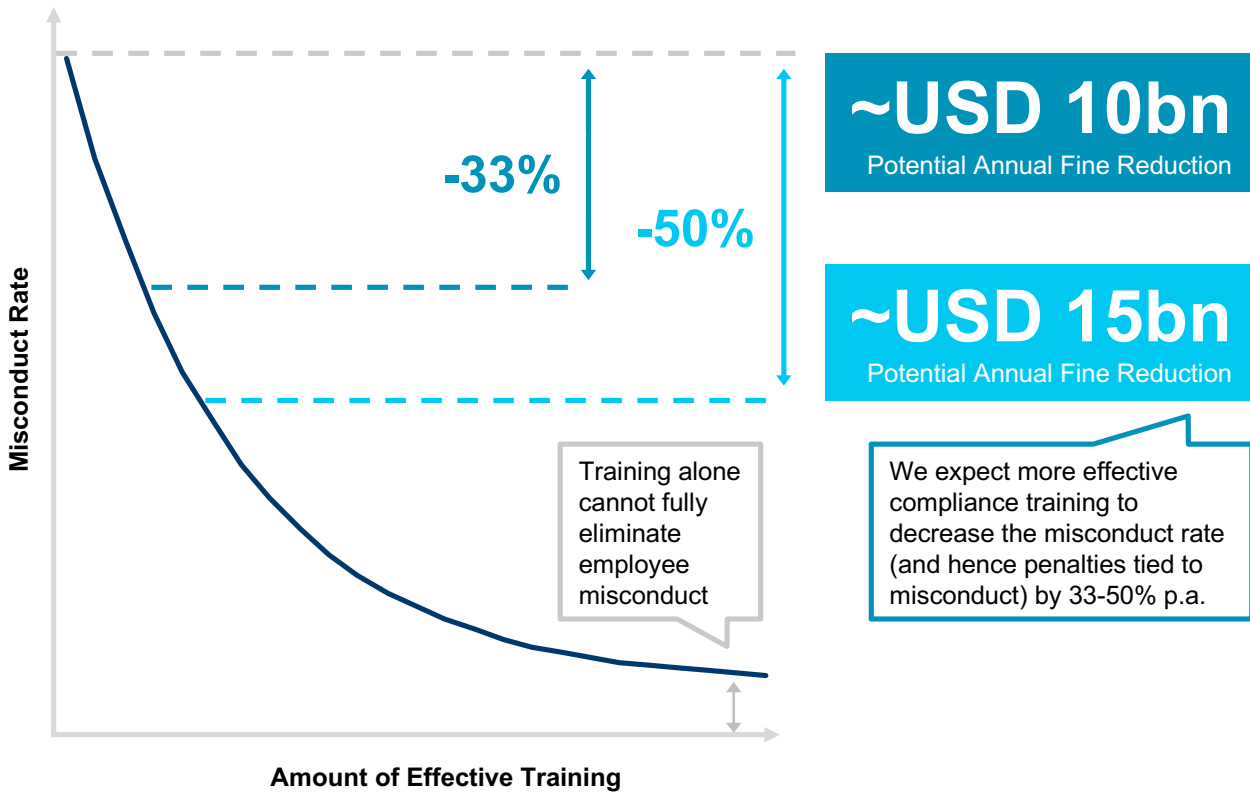 ~USD 10bn
Potential Annual Fine Reduction
-33%
-50%
~USD 15bn
Potential Annual Fine Reduction
Misconduct Rate
Training alone
cannot fully
eliminate
employee
misconduct
We expect more effective
compliance training to
decrease the misconduct rate
(and hence penalties tied to
misconduct) by 33-50% p.a.
Amount of Effective Training